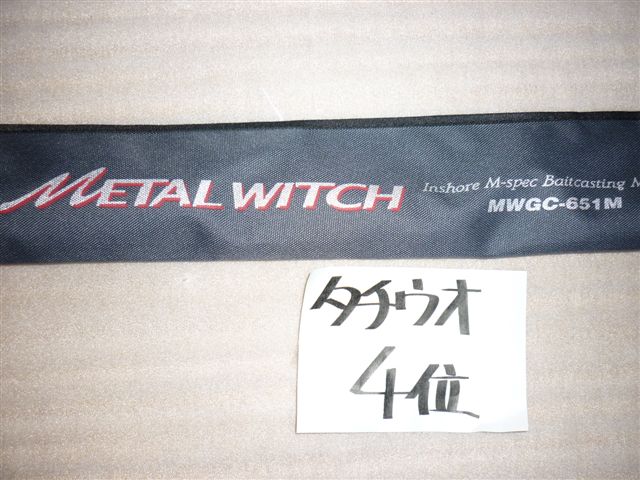 METAL WITCH
Inshore M-spec Baitcasting M
MWGC-651M
タチウオ
4位